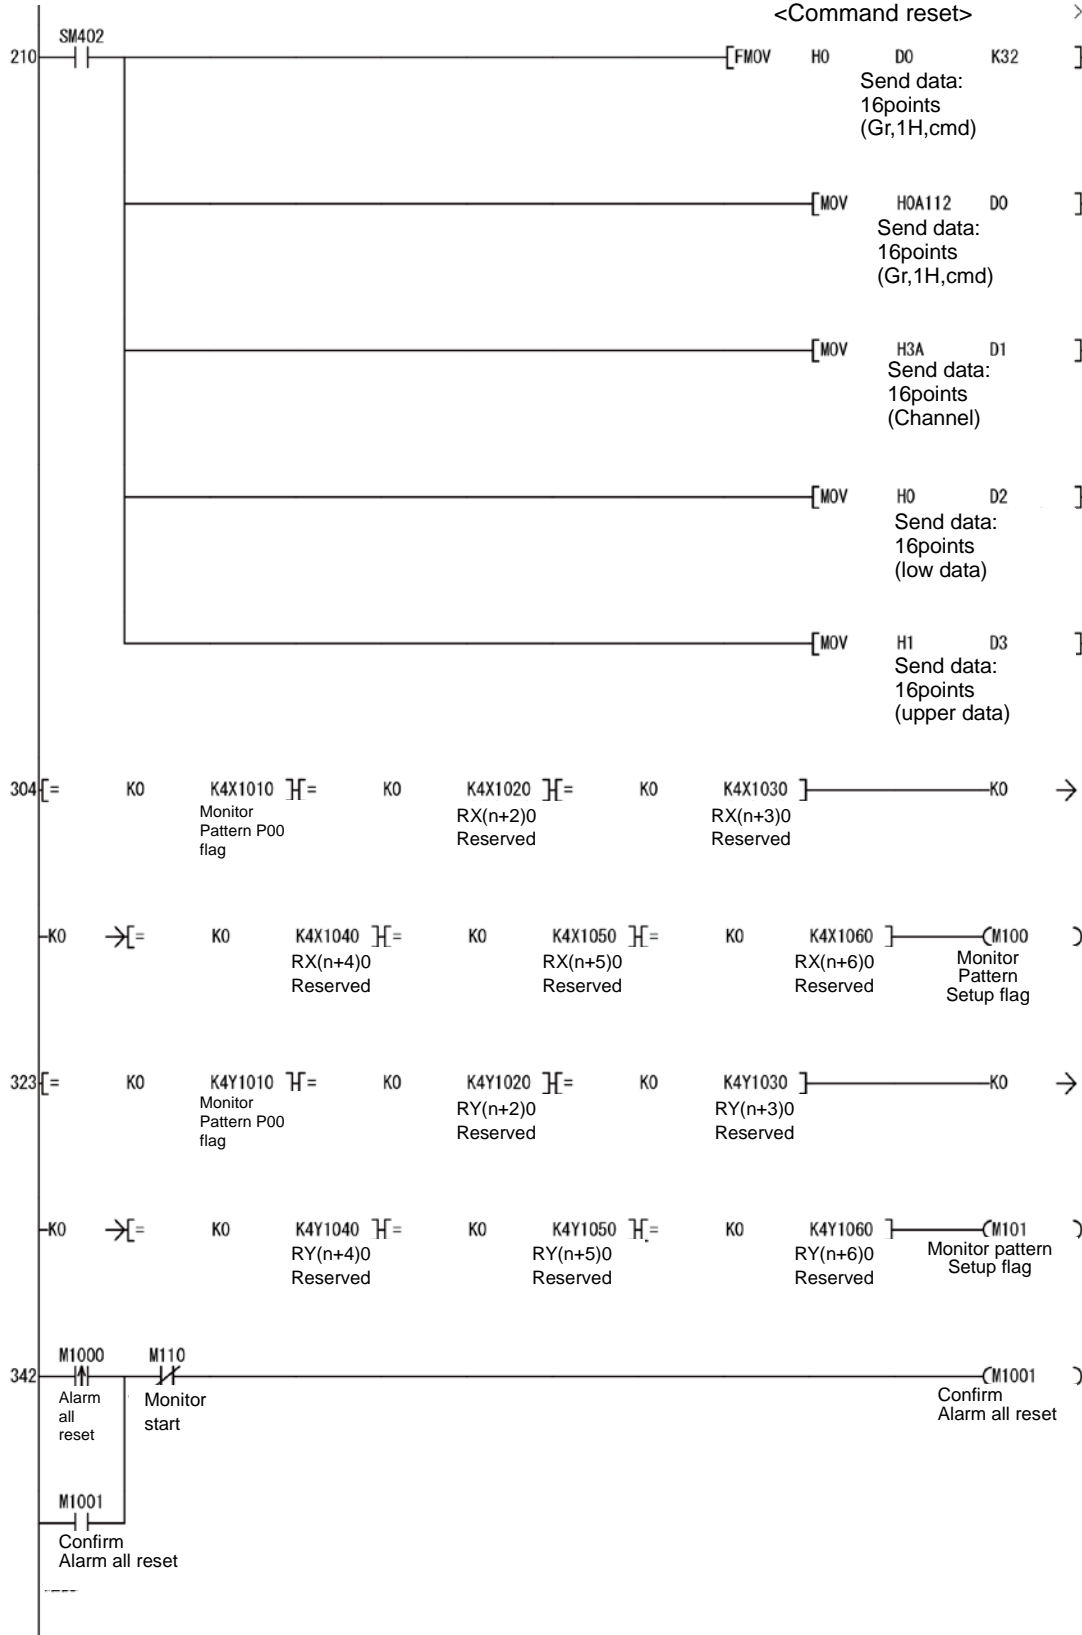 <Command reset>
SM402
210 FMOV H0 D0 K32
Send data:
16points
(Gr,1H,cmd)
MOV H0A112 D0
Send data:
16points
(Gr,1H,cmd)
MOV H3A D1
Send data:
16points
(Channel)
MOV H0 D2
Send data:
16points
(low data)
MOV H1 D3
Send data:
16points
(upper data)
304 [= K0 K4X1010 ][= K0 K4X1020 ][= K0 K4X1030 ] K0
Monitor
Pattern P00
flag
RX(n+2)0
Reserved
RX(n+3)0
Reserved
K0 [= K0 K4X1040 ][= K0 K4X1050 ][= K0 K4X1060 ] (M100 )
RX(n+4)0
Reserved
RX(n+5)0
Reserved
RX(n+6)0
Reserved
Monitor
Pattern
Setup flag
323 [= K0 K4Y1010 ][= K0 K4Y1020 ][= K0 K4Y1030 ] K0
Monitor
Pattern P00
flag
RY(n+2)0
Reserved
RY(n+3)0
Reserved
K0 [= K0 K4Y1040 ][= K0 K4Y1050 ][= K0 K4Y1060 ] (M101 )
RY(n+4)0
Reserved
RY(n+5)0
Reserved
RY(n+6)0
Reserved
Monitor pattern
Setup flag
M1000 M110
342 (M1001 )
Alarm
all
reset
Monitor
start
Confirm
Alarm all reset
M1001
Confirm
Alarm all reset